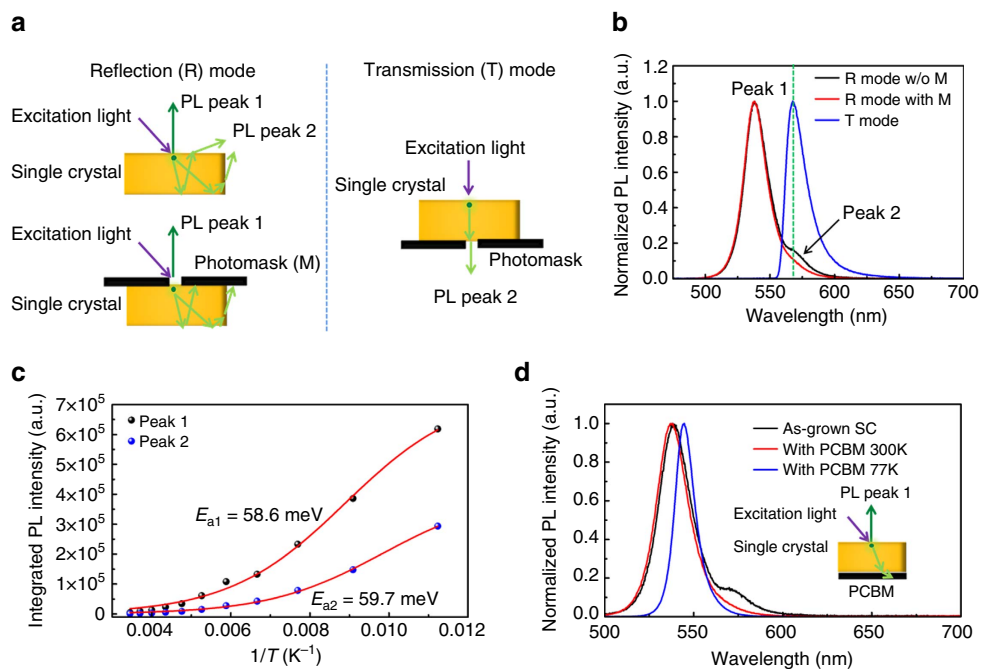 a
Reflection (R) mode
PL peak 1
Excitation light
PL peak 2
Single crystal
PL peak 1
Excitation light
Photomask (M)
Single crystal
Transmission (T) mode
Excitation light
Single crystal
Photomask
PL peak 2
b
Normalized PL intensity (a.u.)
1.2
1.0
0.8
0.6
0.4
0.2
0.0
Peak 1
R mode w/o M
R mode with M
T mode
Peak 2
500 550 600 650 700
Wavelength (nm)
c
Integrated PL intensity (a.u.)
7×10⁵
6×10⁵
5×10⁵
4×10⁵
3×10⁵
2×10⁵
1×10⁵
0
Peak 1
Peak 2
Eₐ₁ = 58.6 meV
Eₐ₂ = 59.7 meV
0.004 0.006 0.008 0.010 0.012
1/T (K⁻¹)
d
Normalized PL intensity (a.u.)
1.0
0.8
0.6
0.4
0.2
0.0
As-grown SC
With PCBM 300K
With PCBM 77K
PL peak 1
Excitation light
Single crystal
PCBM
500 550 600 650 700
Wavelength (nm)